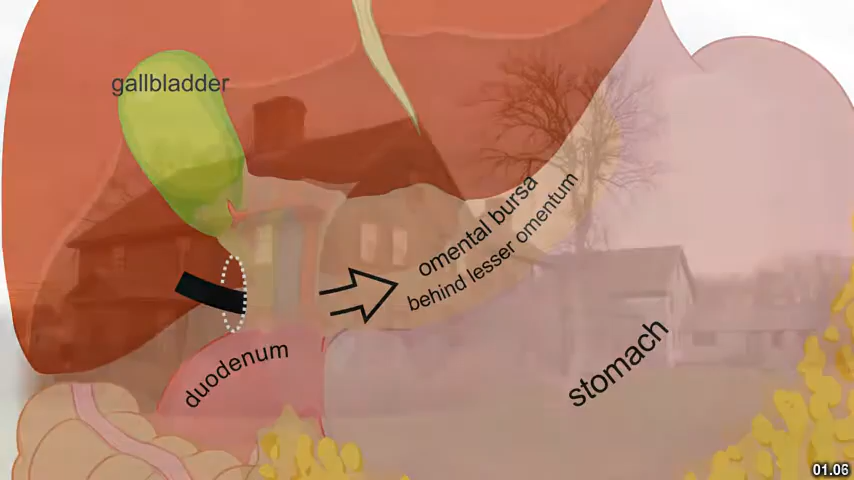 gallbladder
omental bursa
behind lesser omentum
duodenum
stomach
01.06